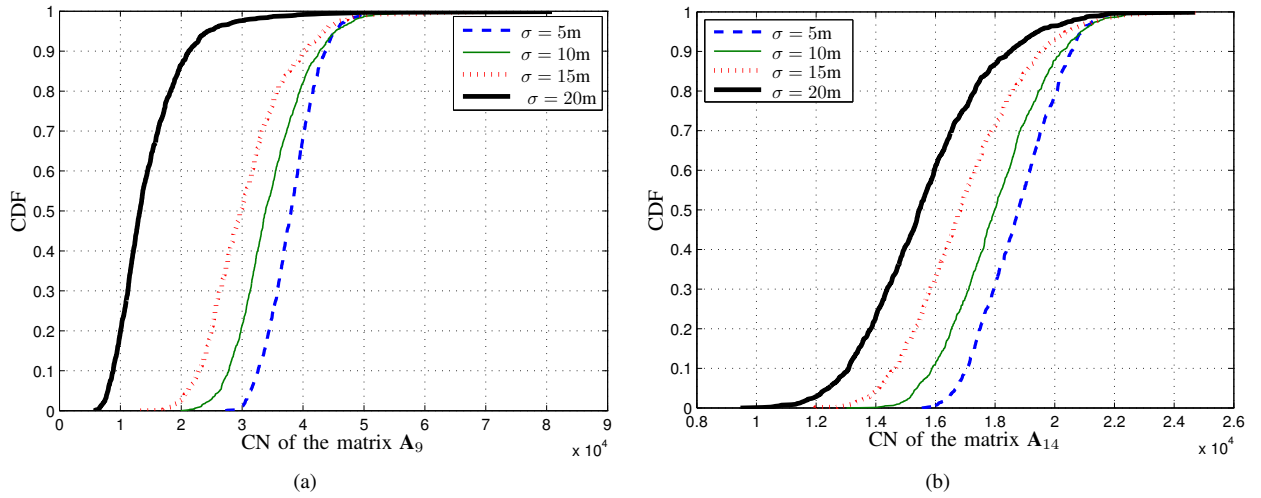 1
0.9
0.8
0.7
0.6
0.5
0.4
0.3
0.2
0.1
0
CDF
0 1 2 3 4 5 6 7 8 9
x 10^4
CN of the matrix A_9
σ = 5m
σ = 10m
σ = 15m
σ = 20m
(a)
1
0.9
0.8
0.7
0.6
0.5
0.4
0.3
0.2
0.1
0
CDF
0.8 1 1.2 1.4 1.6 1.8 2 2.2 2.4 2.6
x 10^4
CN of the matrix A_14
σ = 5m
σ = 10m
σ = 15m
σ = 20m
(b)